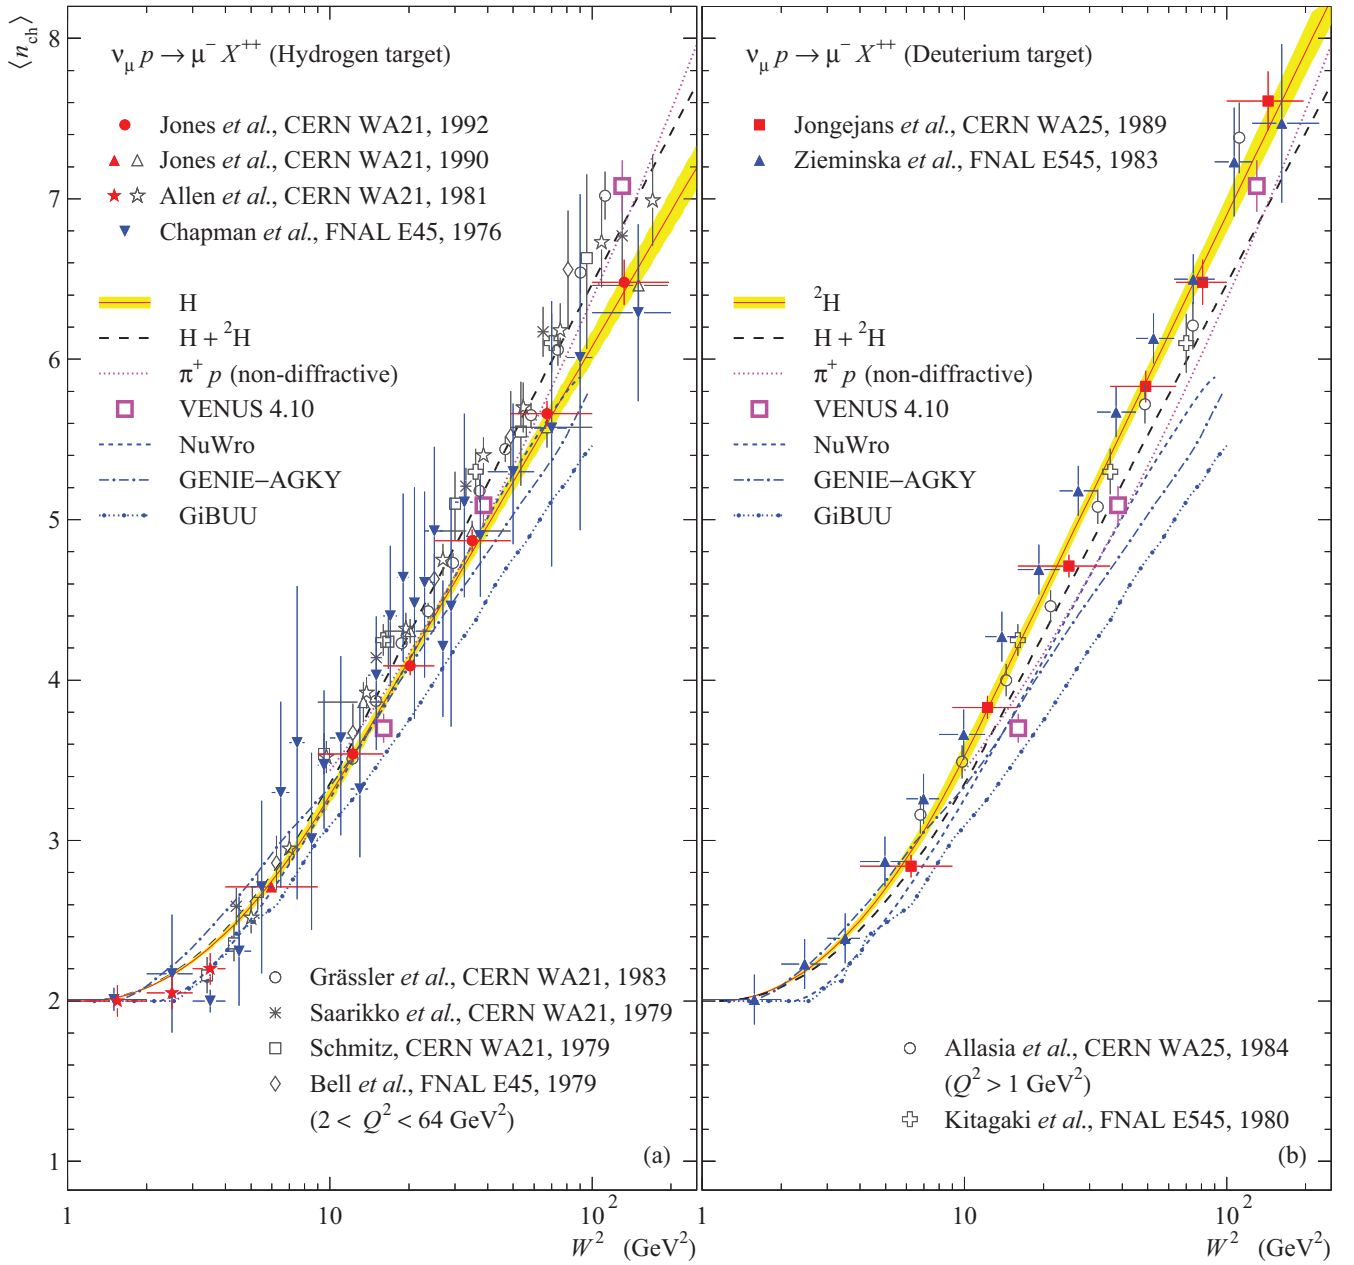 ⟨n_ch⟩
8
7
6
5
4
3
2
1
ν_μ p → μ⁻ X⁺⁺ (Hydrogen target)
Jones et al., CERN WA21, 1992
Jones et al., CERN WA21, 1990
Allen et al., CERN WA21, 1981
Chapman et al., FNAL E45, 1976
H
H + ²H
π⁺ p (non-diffractive)
VENUS 4.10
NuWro
GENIE−AGKY
GiBUU
Grässler et al., CERN WA21, 1983
Saarikko et al., CERN WA21, 1979
Schmitz, CERN WA21, 1979
Bell et al., FNAL E45, 1979
(2 < Q² < 64 GeV²)
(a)
1 10 10²
W² (GeV²)
ν_μ p → μ⁻ X⁺⁺ (Deuterium target)
Jongejans et al., CERN WA25, 1989
Zieminska et al., FNAL E545, 1983
²H
H + ²H
π⁺ p (non-diffractive)
VENUS 4.10
NuWro
GENIE−AGKY
GiBUU
Allasia et al., CERN WA25, 1984
(Q² > 1 GeV²)
Kitagaki et al., FNAL E545, 1980
(b)
1 10 10²
W² (GeV²)